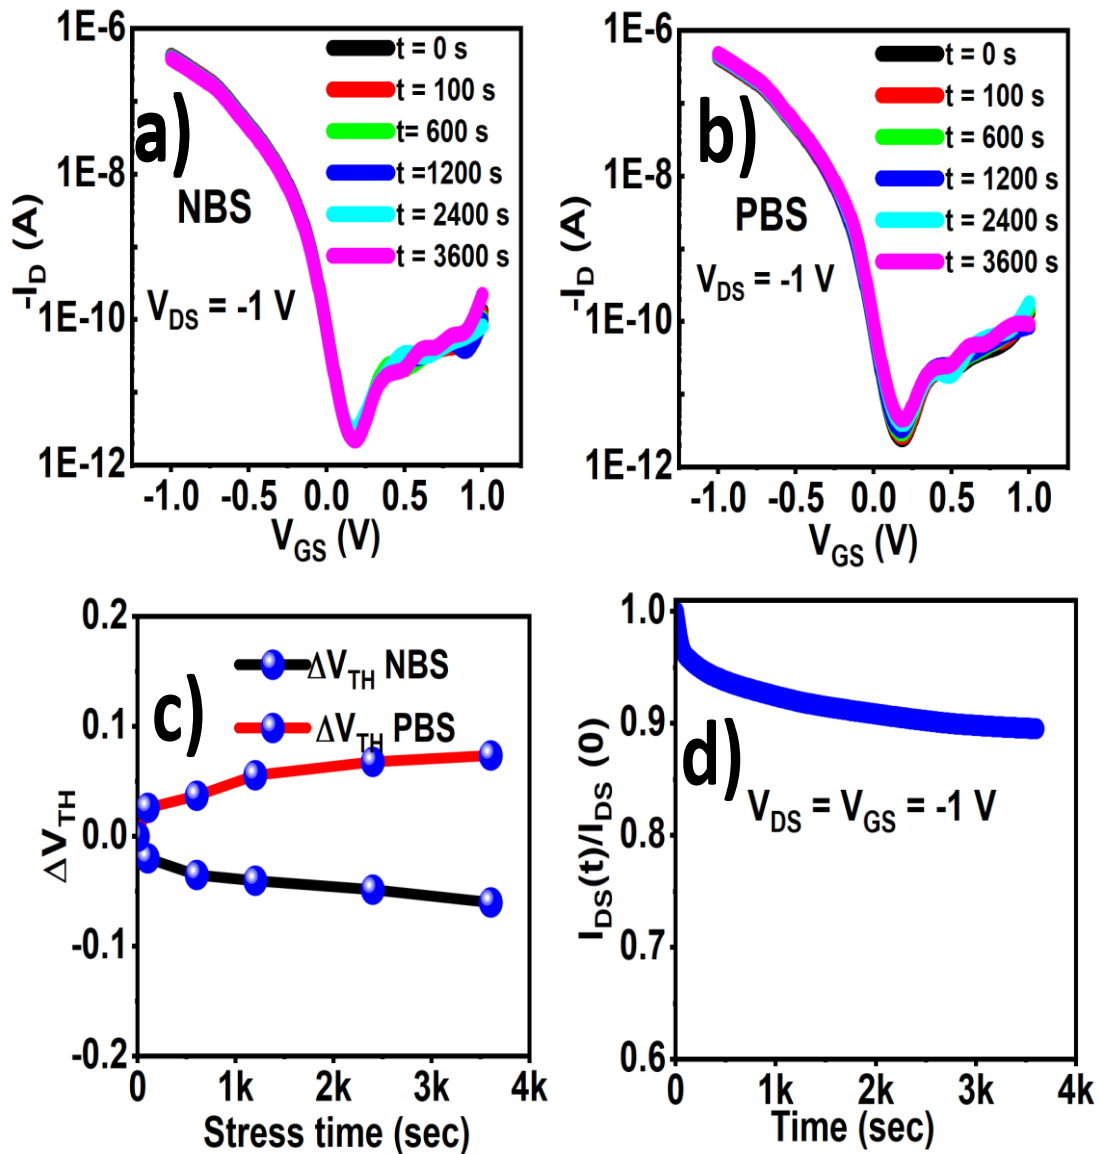 a)
-I_D (A)
1E-6
1E-8
1E-10
1E-12
t = 0 s
t = 100 s
t= 600 s
t=1200 s
t = 2400 s
t = 3600 s
NBS
V_DS = -1 V
-1.0 -0.5 0.0 0.5 1.0
V_GS (V)
b)
-I_D (A)
1E-6
1E-8
1E-10
1E-12
t = 0 s
t = 100 s
t = 600 s
t = 1200 s
t = 2400 s
t = 3600 s
PBS
V_DS = -1 V
-1.0 -0.5 0.0 0.5 1.0
V_GS (V)
c)
ΔV_TH
0.2
0.1
0.0
-0.1
-0.2
ΔV_TH NBS
ΔV_TH PBS
0 1k 2k 3k 4k
Stress time (sec)
d)
I_DS(t)/I_DS (0)
1.0
0.9
0.8
0.7
0.6
V_DS = V_GS = -1 V
0 1k 2k 3k 4k
Time (sec)